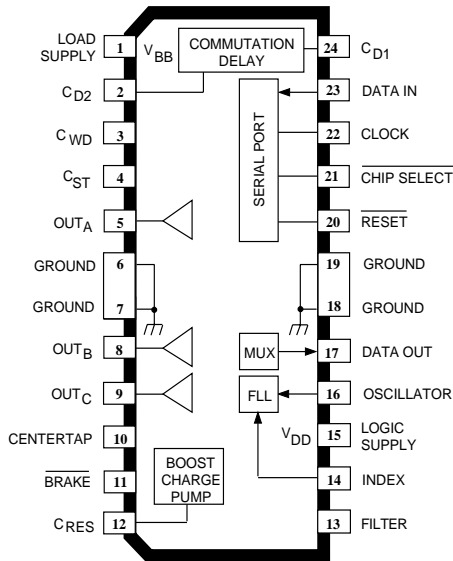 LOAD SUPPLY 1 V_BB
COMMUTATION DELAY
24 C_D1
C_D2 2
23 DATA IN
C_WD 3
SERIAL PORT
22 CLOCK
C_ST 4
21 CHIP SELECT
OUT_A 5
20 RESET
GROUND 6
19 GROUND
GROUND 7
18 GROUND
OUT_B 8
MUX
17 DATA OUT
OUT_C 9
FLL
16 OSCILLATOR
CENTERTAP 10
V_DD 15 LOGIC SUPPLY
BRAKE 11
BOOST CHARGE PUMP
14 INDEX
C_RES 12
13 FILTER